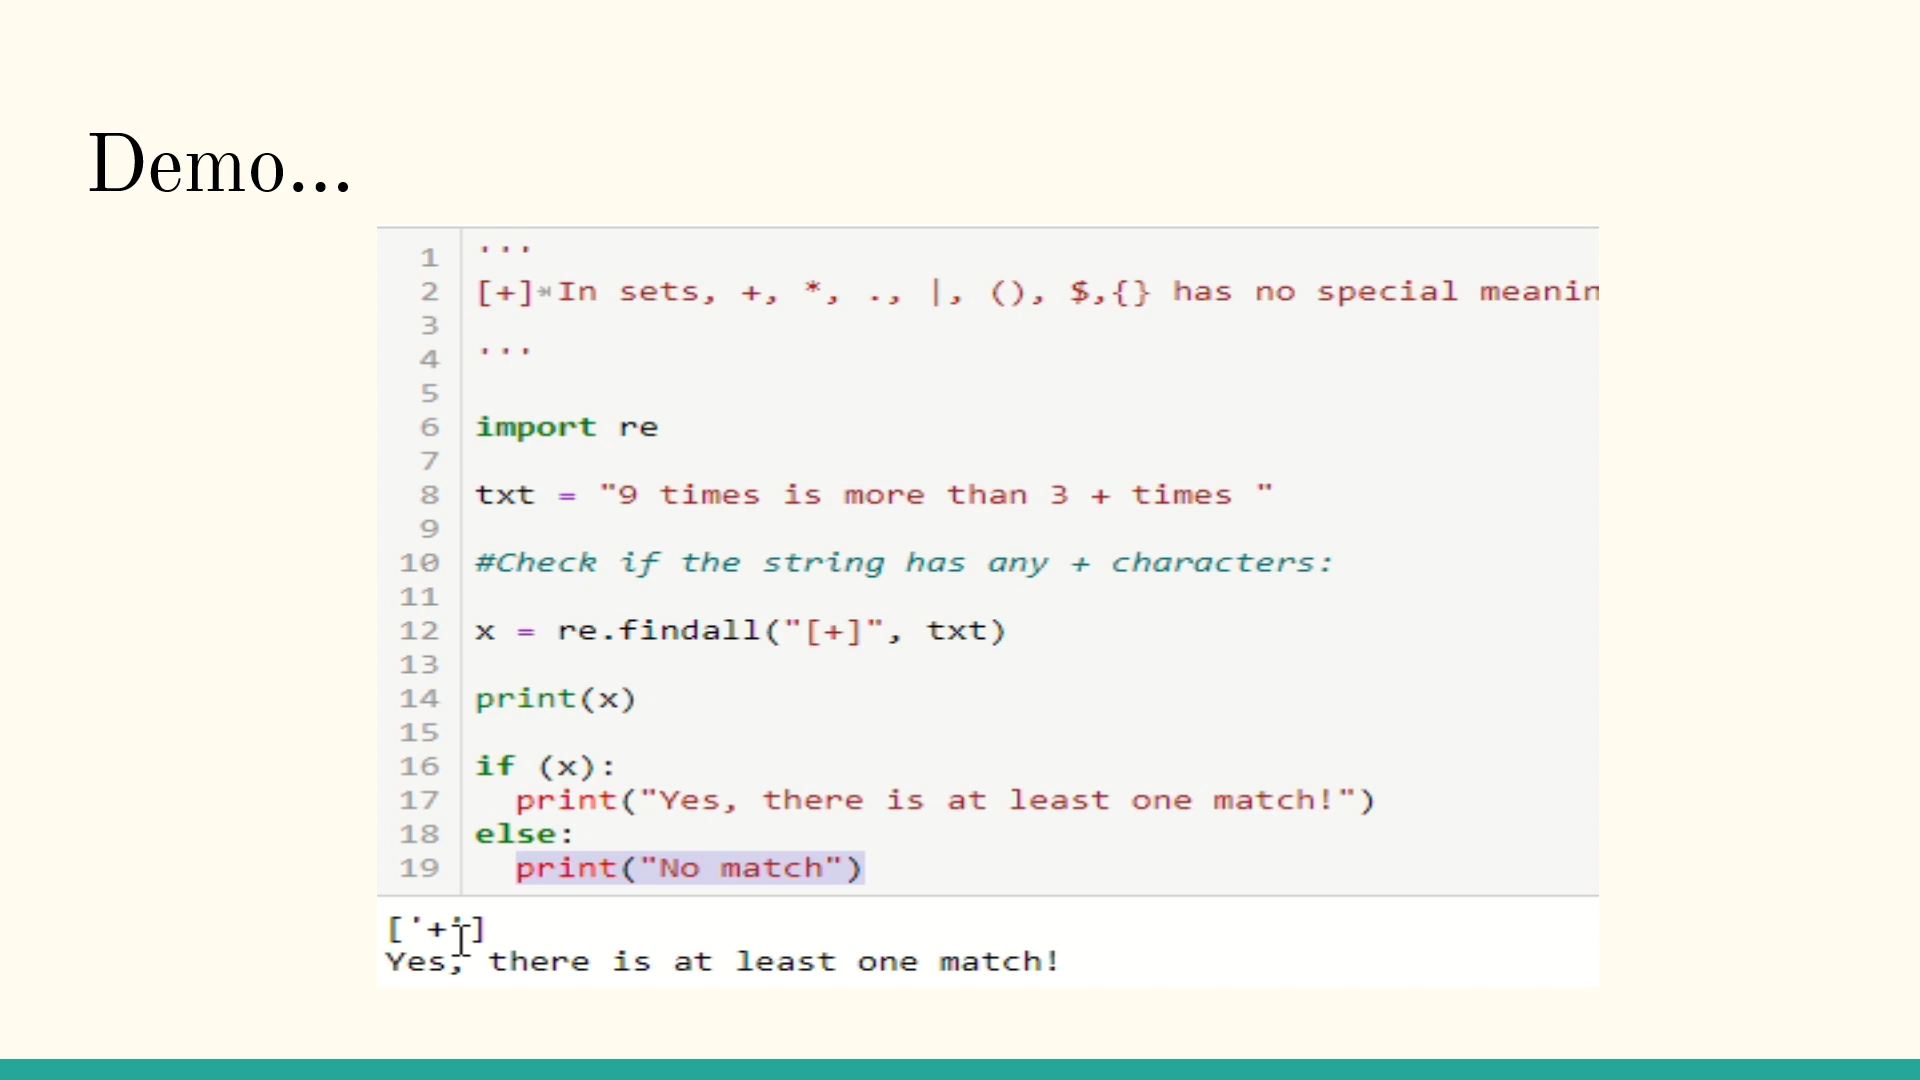 Demo...
1 '''
2 [+] In sets, +, *, ., |, (), $,{} has no special meanin
3
4 '''
5
6 import re
7
8 txt = "9 times is more than 3 + times "
9
10 #Check if the string has any + characters:
11
12 x = re.findall("[+]", txt)
13
14 print(x)
15
16 if (x):
17 print("Yes, there is at least one match!")
18 else:
19 print("No match")
['+']
Yes, there is at least one match!